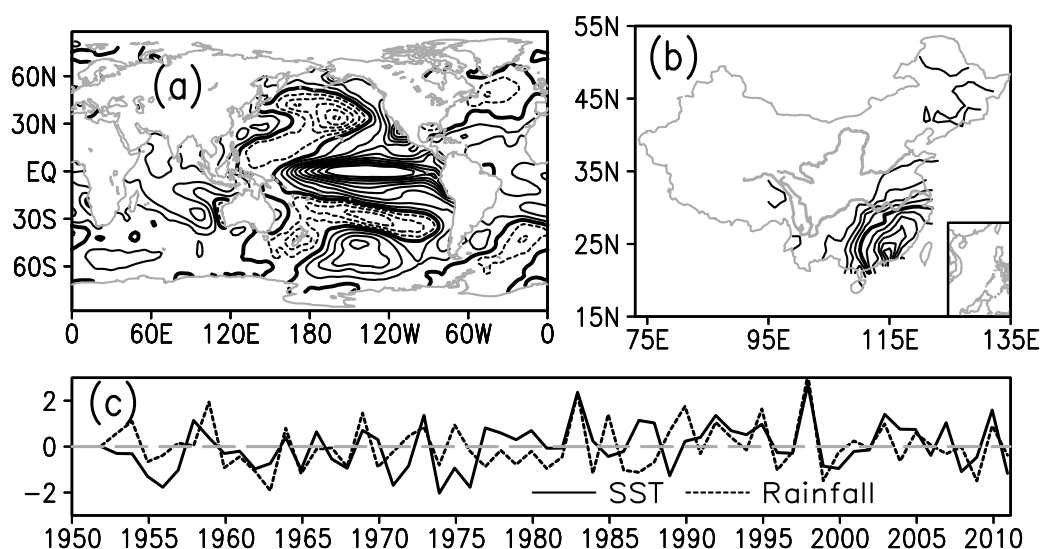 (a)
60N
30N
EQ
30S
60S
0 60E 120E 180 120W 60W 0
(b)
55N
45N
35N
25N
15N
75E 95E 115E 135E
(c)
2
0
−2
SST Rainfall
1950 1955 1960 1965 1970 1975 1980 1985 1990 1995 2000 2005 2010